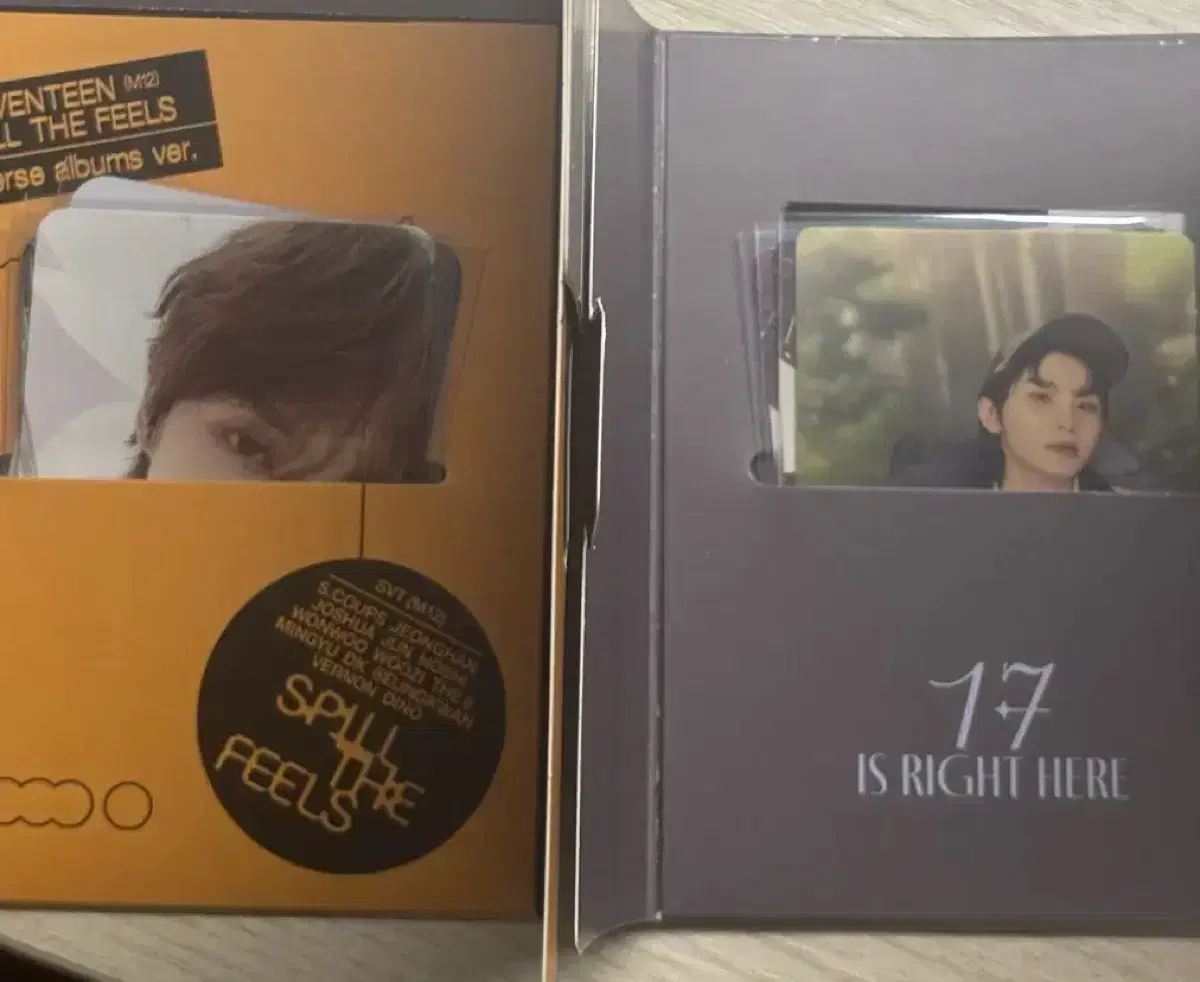 VENTEEN (M12)
LL THE FEELS
erse albums ver.
SVT (M12)
S.COUPS JEONGHAN
JOSHUA JUN HOSHI
WONWOO WOOZI THE 8
MINGYU DK SEUNGKWAN
VERNON DINO
SPILL
THE
FEELS
17
IS RIGHT HERE